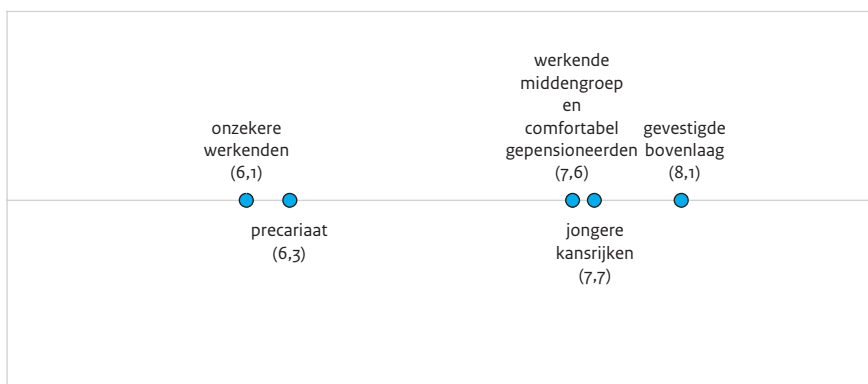 onzekere
werkenden
(6,1)
precariaat
(6,3)
werkende
middengroep
en
comfortabel
gepensioneerden
(7,6)
jongere
kansrijken
(7,7)
gevestigde
bovenlaag
(8,1)